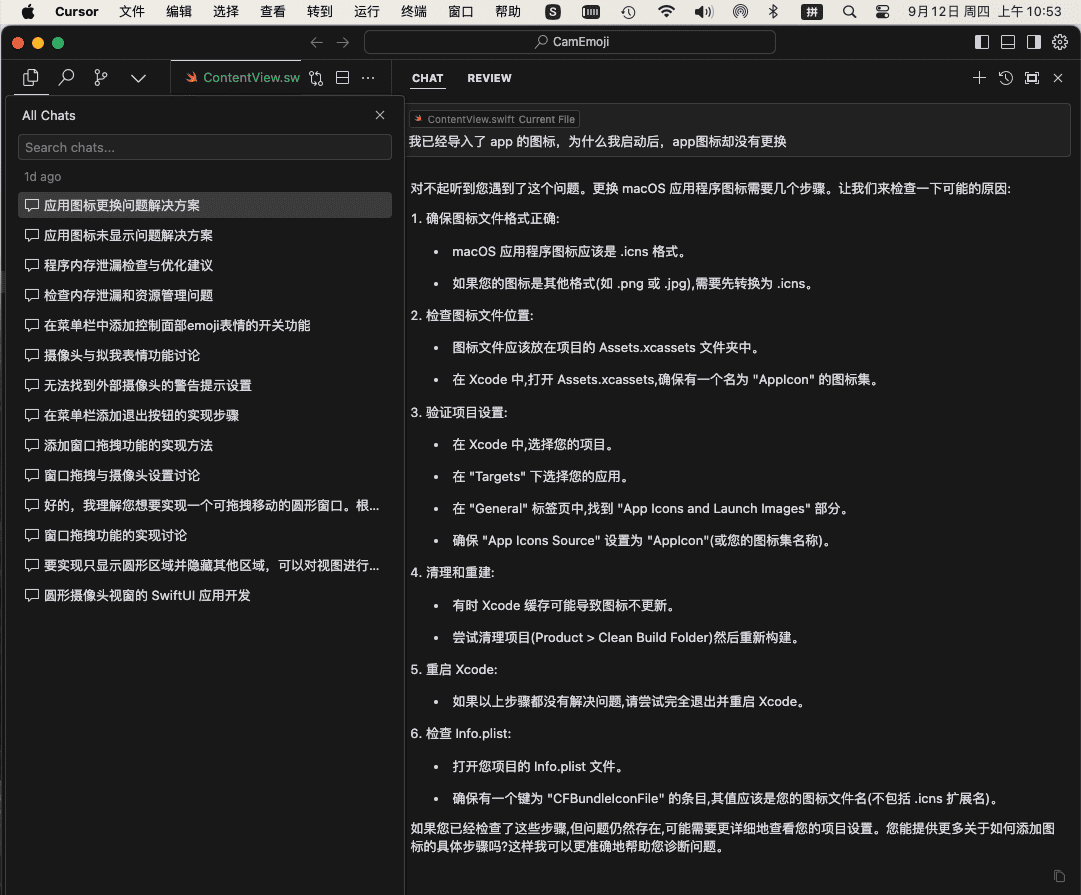 Cursor 文件 编辑 选择 查看 转到 运行 终端 窗口 帮助 S 拼 9月12日 周四 上午 10:53
CamEmoji
ContentView.sw
CHAT REVIEW
All Chats
Search chats...
1d ago
应用图标更换问题解决方案
应用图标未显示问题解决方案
程序内存泄漏检查与优化建议
检查内存泄漏和资源管理问题
在菜单栏中添加控制面部emoji表情的开关功能
摄像头与拟我表情功能讨论
无法找到外部摄像头的警告提示设置
在菜单栏添加退出按钮的实现步骤
添加窗口拖拽功能的实现方法
窗口拖拽与摄像头设置讨论
好的，我理解您想要实现一个可拖拽移动的圆形窗口。根...
窗口拖拽功能的实现讨论
要实现只显示圆形区域并隐藏其他区域，可以对视图进行...
圆形摄像头视窗的 SwiftUI 应用开发
ContentView.swift Current File
我已经导入了 app 的图标，为什么我启动后，app图标却没有更换
对不起听到您遇到了这个问题。更换 macOS 应用程序图标需要几个步骤。让我们来检查一下可能的原因:
1. 确保图标文件格式正确:
• macOS 应用程序图标应该是 .icns 格式。
• 如果您的图标是其他格式(如 .png 或 .jpg),需要先转换为 .icns。
2. 检查图标文件位置:
• 图标文件应该放在项目的 Assets.xcassets 文件夹中。
• 在 Xcode 中,打开 Assets.xcassets,确保有一个名为 "AppIcon" 的图标集。
3. 验证项目设置:
• 在 Xcode 中,选择您的项目。
• 在 "Targets" 下选择您的应用。
• 在 "General" 标签页中,找到 "App Icons and Launch Images" 部分。
• 确保 "App Icons Source" 设置为 "AppIcon"(或您的图标集名称)。
4. 清理和重建:
• 有时 Xcode 缓存可能导致图标不更新。
• 尝试清理项目(Product > Clean Build Folder)然后重新构建。
5. 重启 Xcode:
• 如果以上步骤都没有解决问题,请尝试完全退出并重启 Xcode。
6. 检查 Info.plist:
• 打开您项目的 Info.plist 文件。
• 确保有一个键为 "CFBundleIconFile" 的条目,其值应该是您的图标文件名(不包括 .icns 扩展名)。
如果您已经检查了这些步骤,但问题仍然存在,可能需要更详细地查看您的项目设置。您能提供更多关于如何添加图
标的具体步骤吗?这样我可以更准确地帮助您诊断问题。